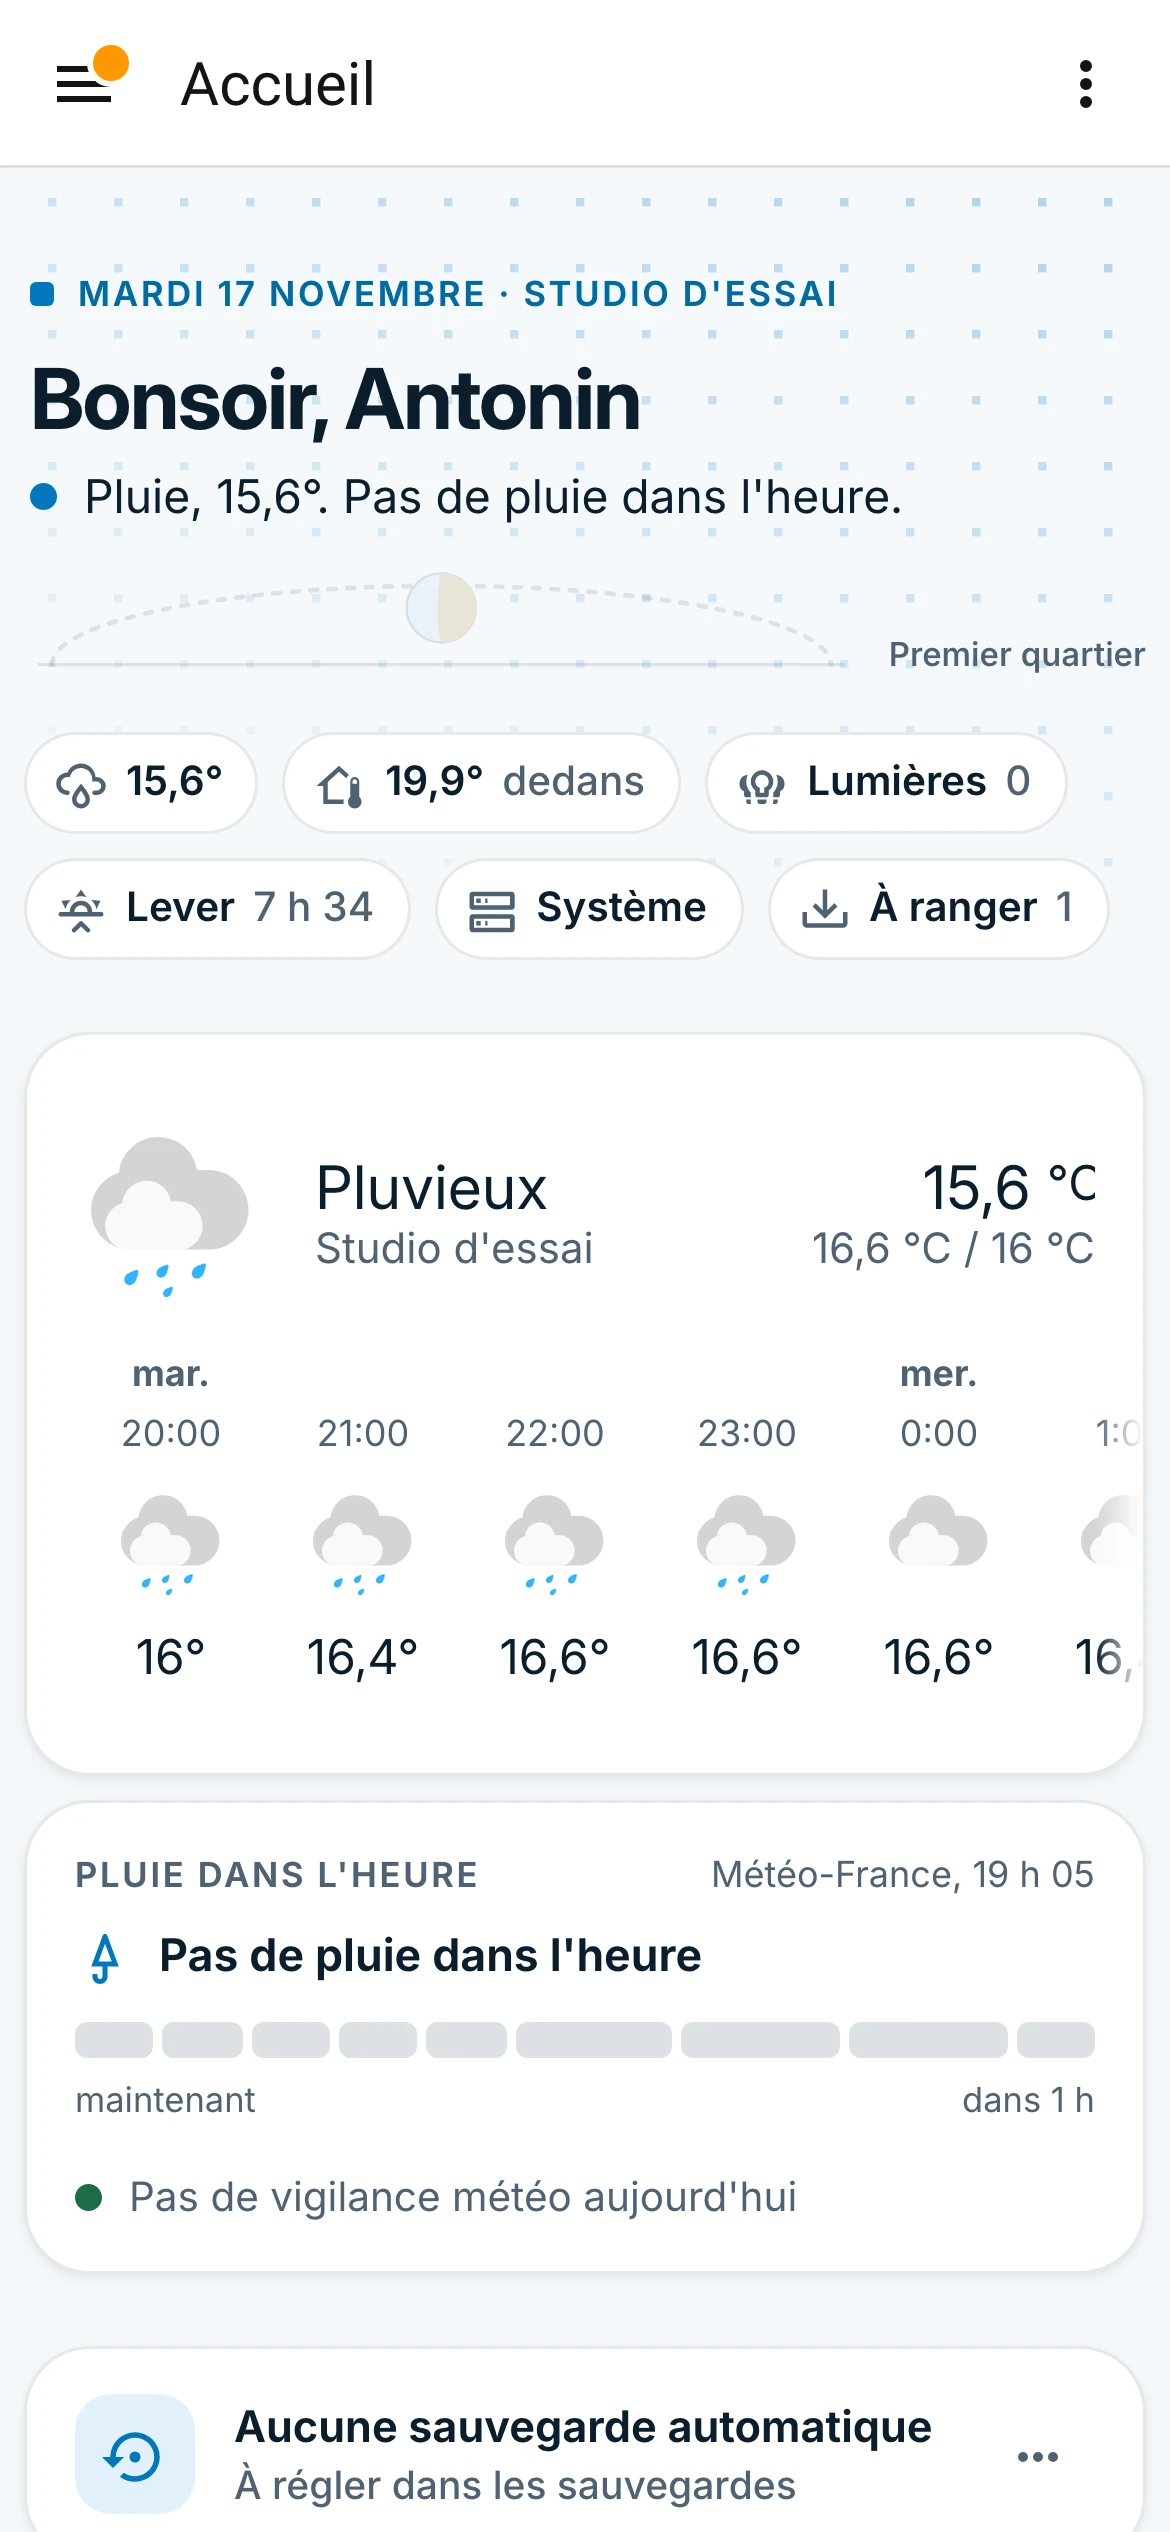 Accueil
MARDI 17 NOVEMBRE · STUDIO D'ESSAI
Bonsoir, Antonin
Pluie, 15,6°. Pas de pluie dans l'heure.
Premier quartier
15,6° 19,9° dedans Lumières 0
Lever 7 h 34 Système À ranger 1
Pluvieux 15,6 °C
Studio d'essai 16,6 °C / 16 °C
mar. mer.
20:00 21:00 22:00 23:00 0:00
16° 16,4° 16,6° 16,6° 16,6°
PLUIE DANS L'HEURE Météo-France, 19 h 05
Pas de pluie dans l'heure
maintenant dans 1 h
Pas de vigilance météo aujourd'hui
Aucune sauvegarde automatique
À régler dans les sauvegardes